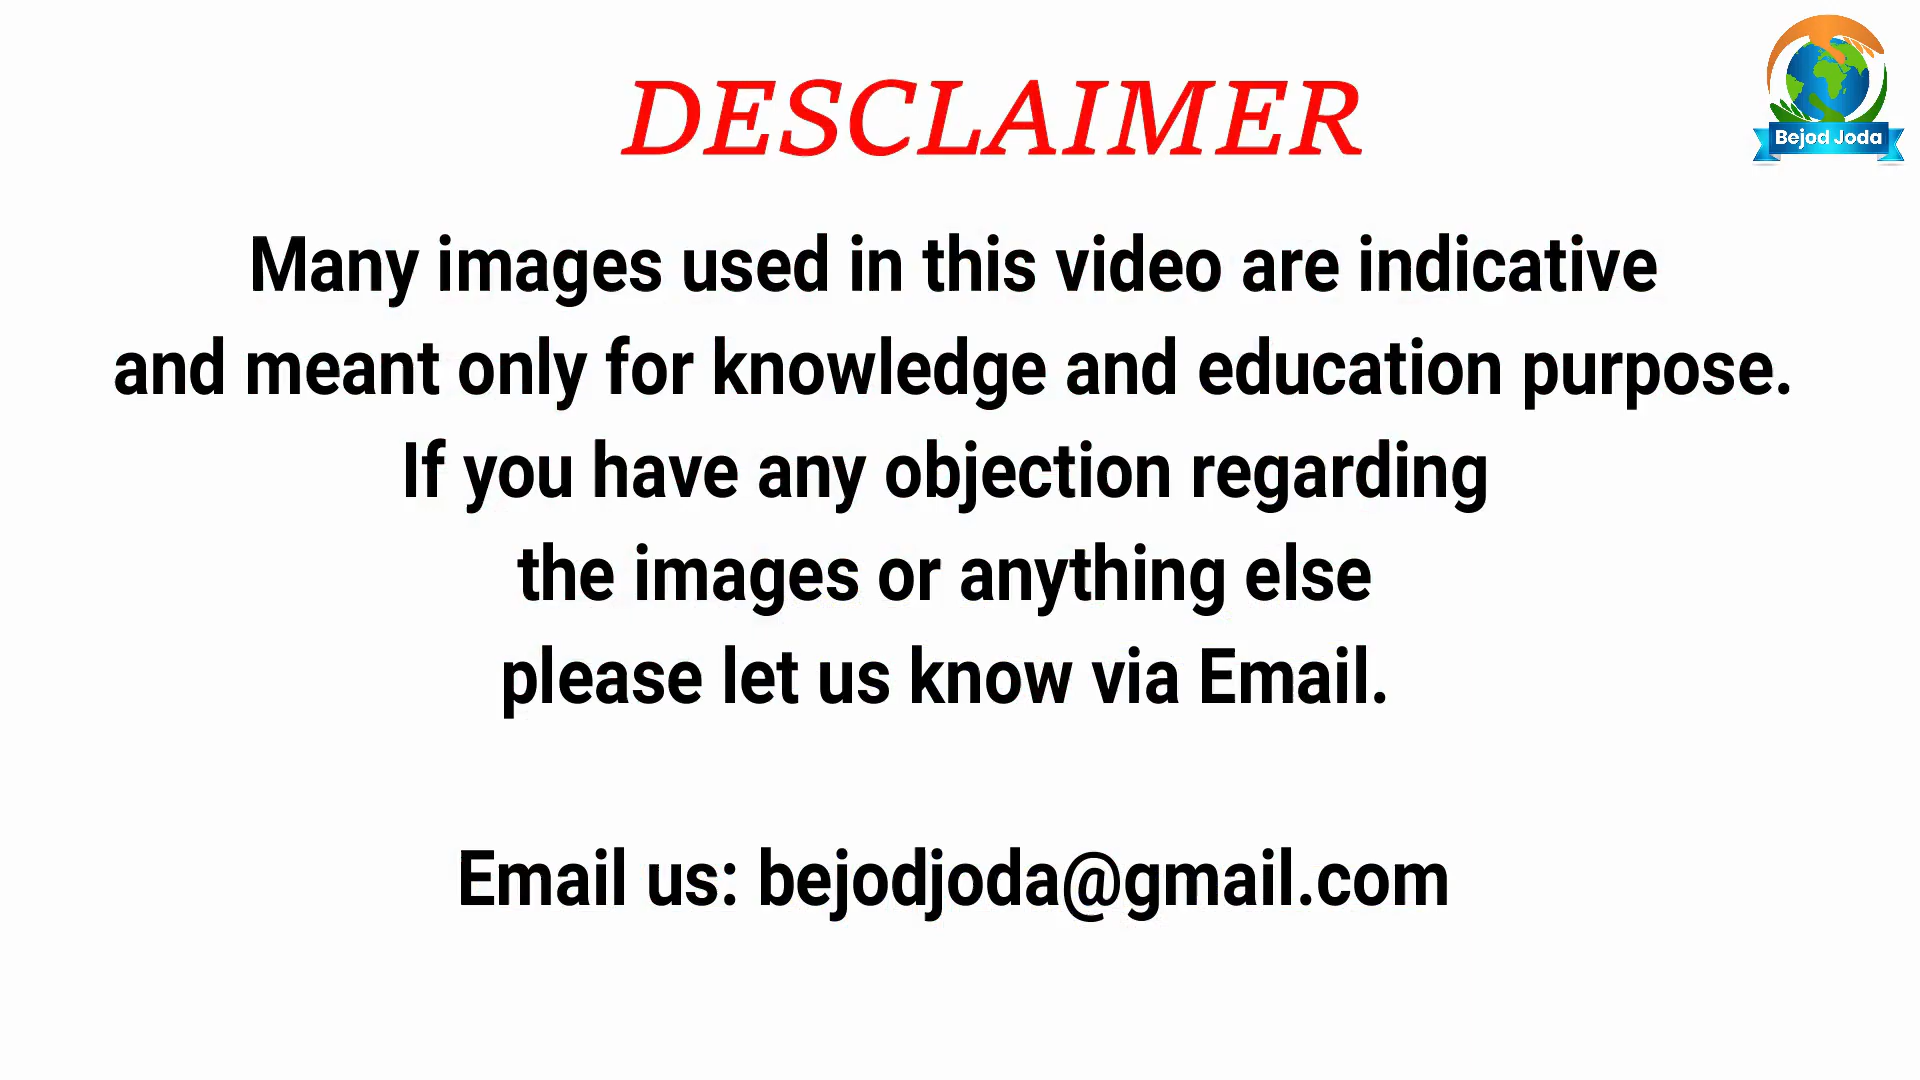 DESCLAIMER
Bejod Joda
Many images used in this video are indicative
and meant only for knowledge and education purpose.
If you have any objection regarding
the images or anything else
please let us know via Email.
Email us: bejodjoda@gmail.com